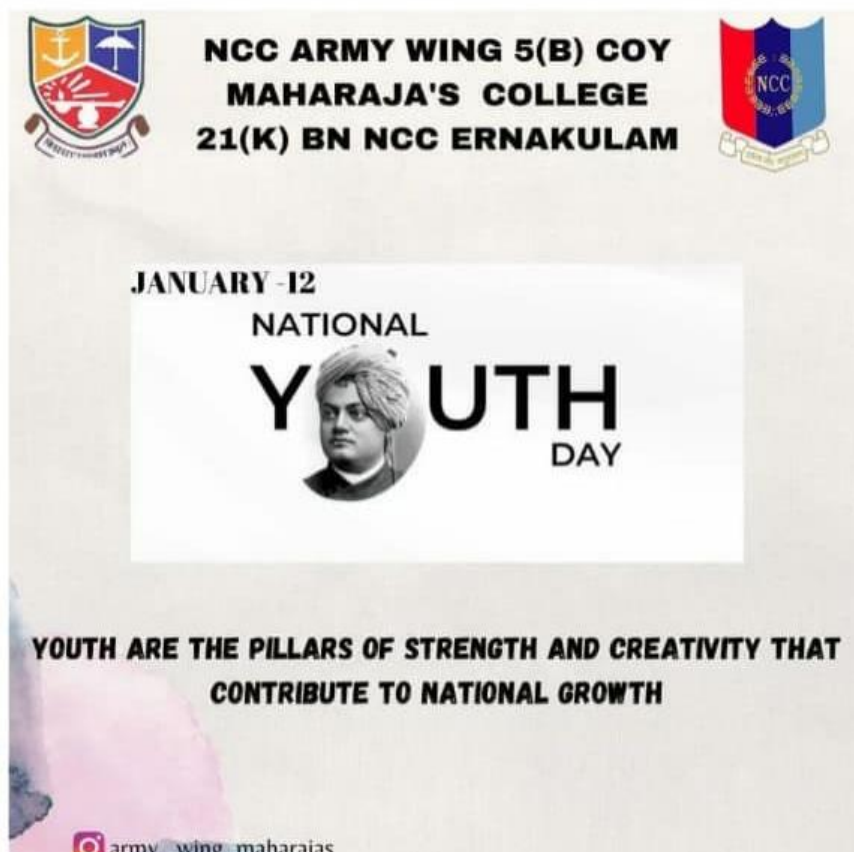 NCC ARMY WING 5(B) COY
MAHARAJA'S COLLEGE
21(K) BN NCC ERNAKULAM
NCC
JANUARY -12
NATIONAL
Y UTH
DAY
YOUTH ARE THE PILLARS OF STRENGTH AND CREATIVITY THAT
CONTRIBUTE TO NATIONAL GROWTH
army_wing_maharajas